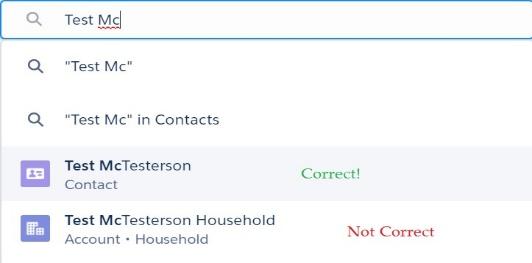 Test Mc
"Test Mc"
"Test Mc" in Contacts
Test McTesterson
Contact
Correct!
Test McTesterson Household
Account • Household
Not Correct